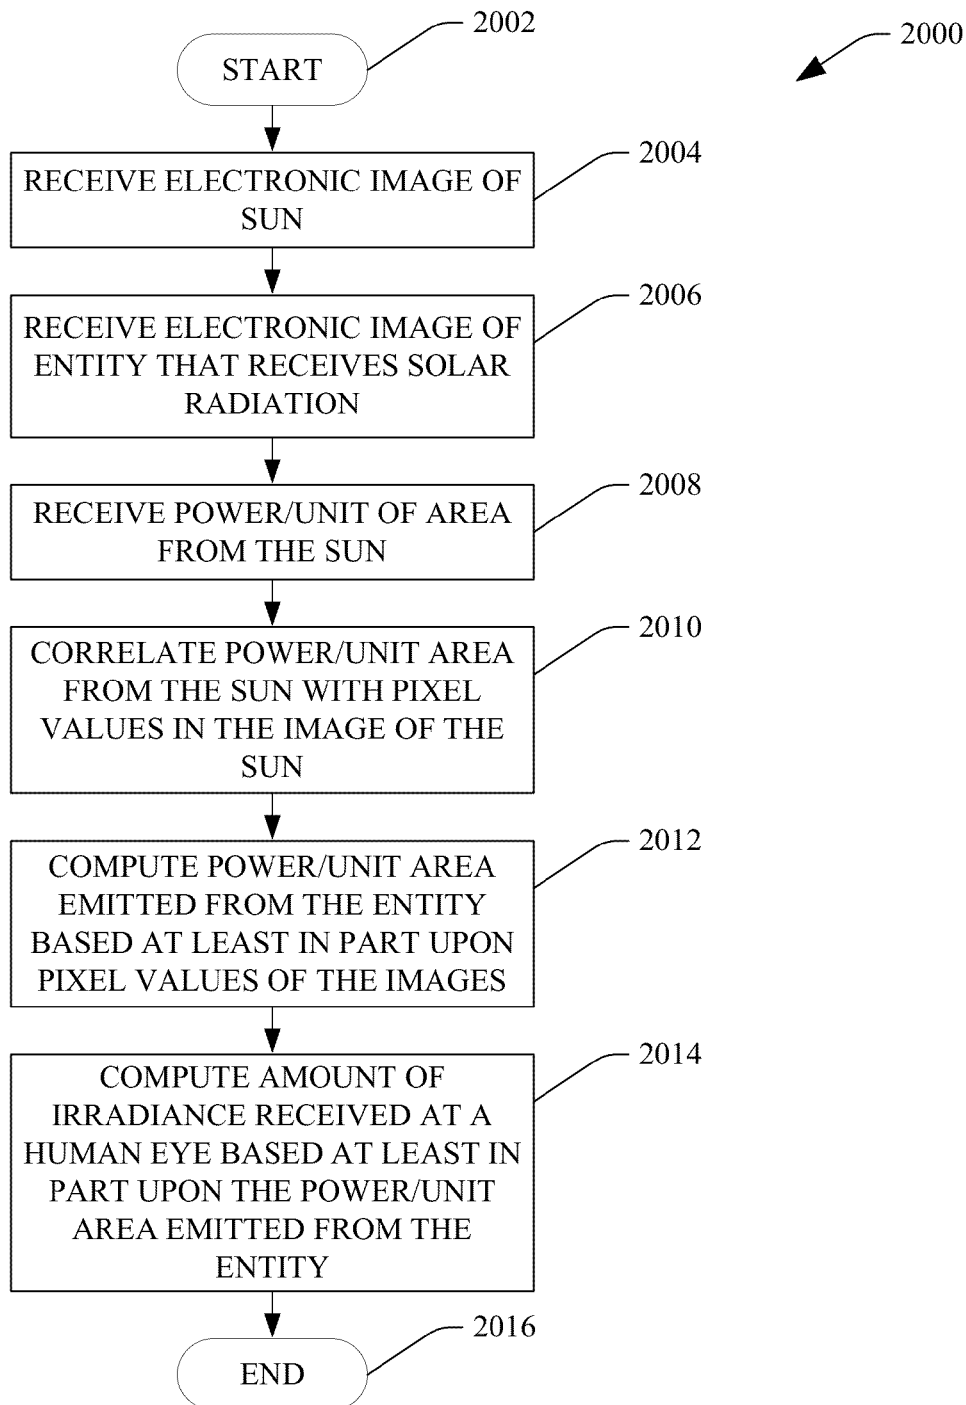 2002
2000
START
2004
RECEIVE ELECTRONIC IMAGE OF
SUN
2006
RECEIVE ELECTRONIC IMAGE OF
ENTITY THAT RECEIVES SOLAR
RADIATION
2008
RECEIVE POWER/UNIT OF AREA
FROM THE SUN
2010
CORRELATE POWER/UNIT AREA
FROM THE SUN WITH PIXEL
VALUES IN THE IMAGE OF THE
SUN
2012
COMPUTE POWER/UNIT AREA
EMITTED FROM THE ENTITY
BASED AT LEAST IN PART UPON
PIXEL VALUES OF THE IMAGES
2014
COMPUTE AMOUNT OF
IRRADIANCE RECEIVED AT A
HUMAN EYE BASED AT LEAST IN
PART UPON THE POWER/UNIT
AREA EMITTED FROM THE
ENTITY
2016
END